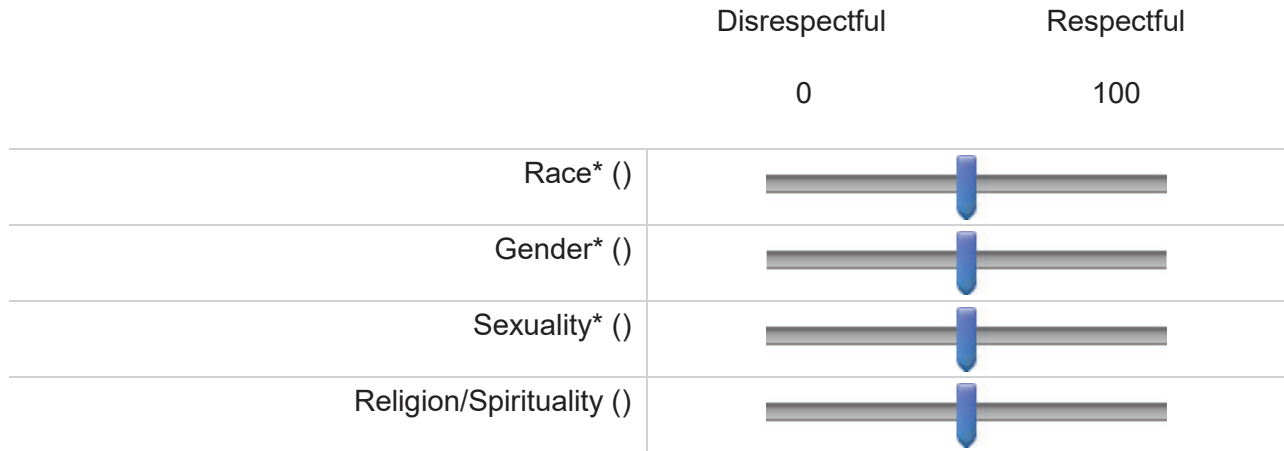 Disrespectful Respectful
0 100
Race* ()
Gender* ()
Sexuality* ()
Religion/Spirituality ()